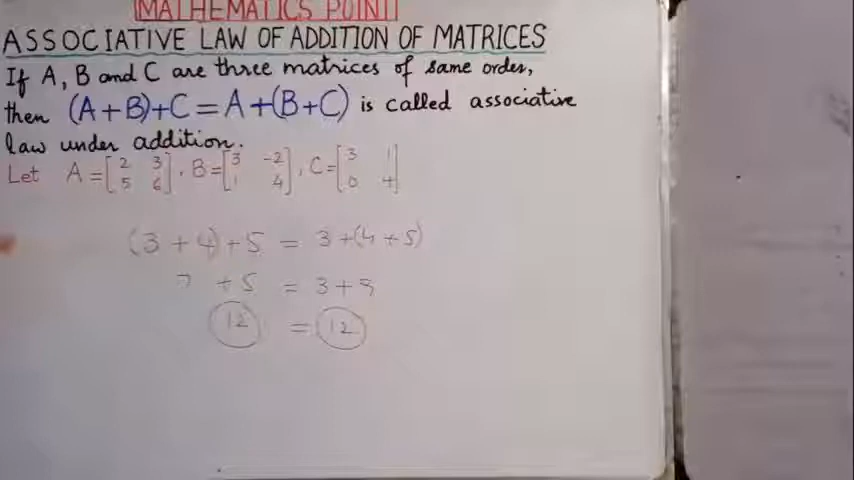 MATHEMATICS POINT
ASSOCIATIVE LAW OF ADDITION OF MATRICES
If A, B and C are three matrices of same order,
then (A+B)+C = A+(B+C) is called associative
law under addition.
Let A = [2 3 5 6], B = [3 -2 1 4], C = [3 1 0 4]
(3 + 4) + 5 = 3 + (4 + 5)
7 + 5 = 3 + 9
12 = 12